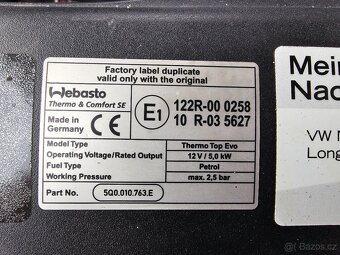 Factory label duplicate
valid only with the original
Webasto
Thermo & Comfort SE
Made in
Germany
CE
E1
122R-00 0258
10 R-03 5627
Model Type Thermo Top Evo
Operating Voltage/Rated Output 12 V / 5,0 kW
Fuel Type Petrol
Working Pressure max. 2,5 bar
Part No. 5Q0.010.763.E
Mein
Nac
VW
Long
bazos.cz